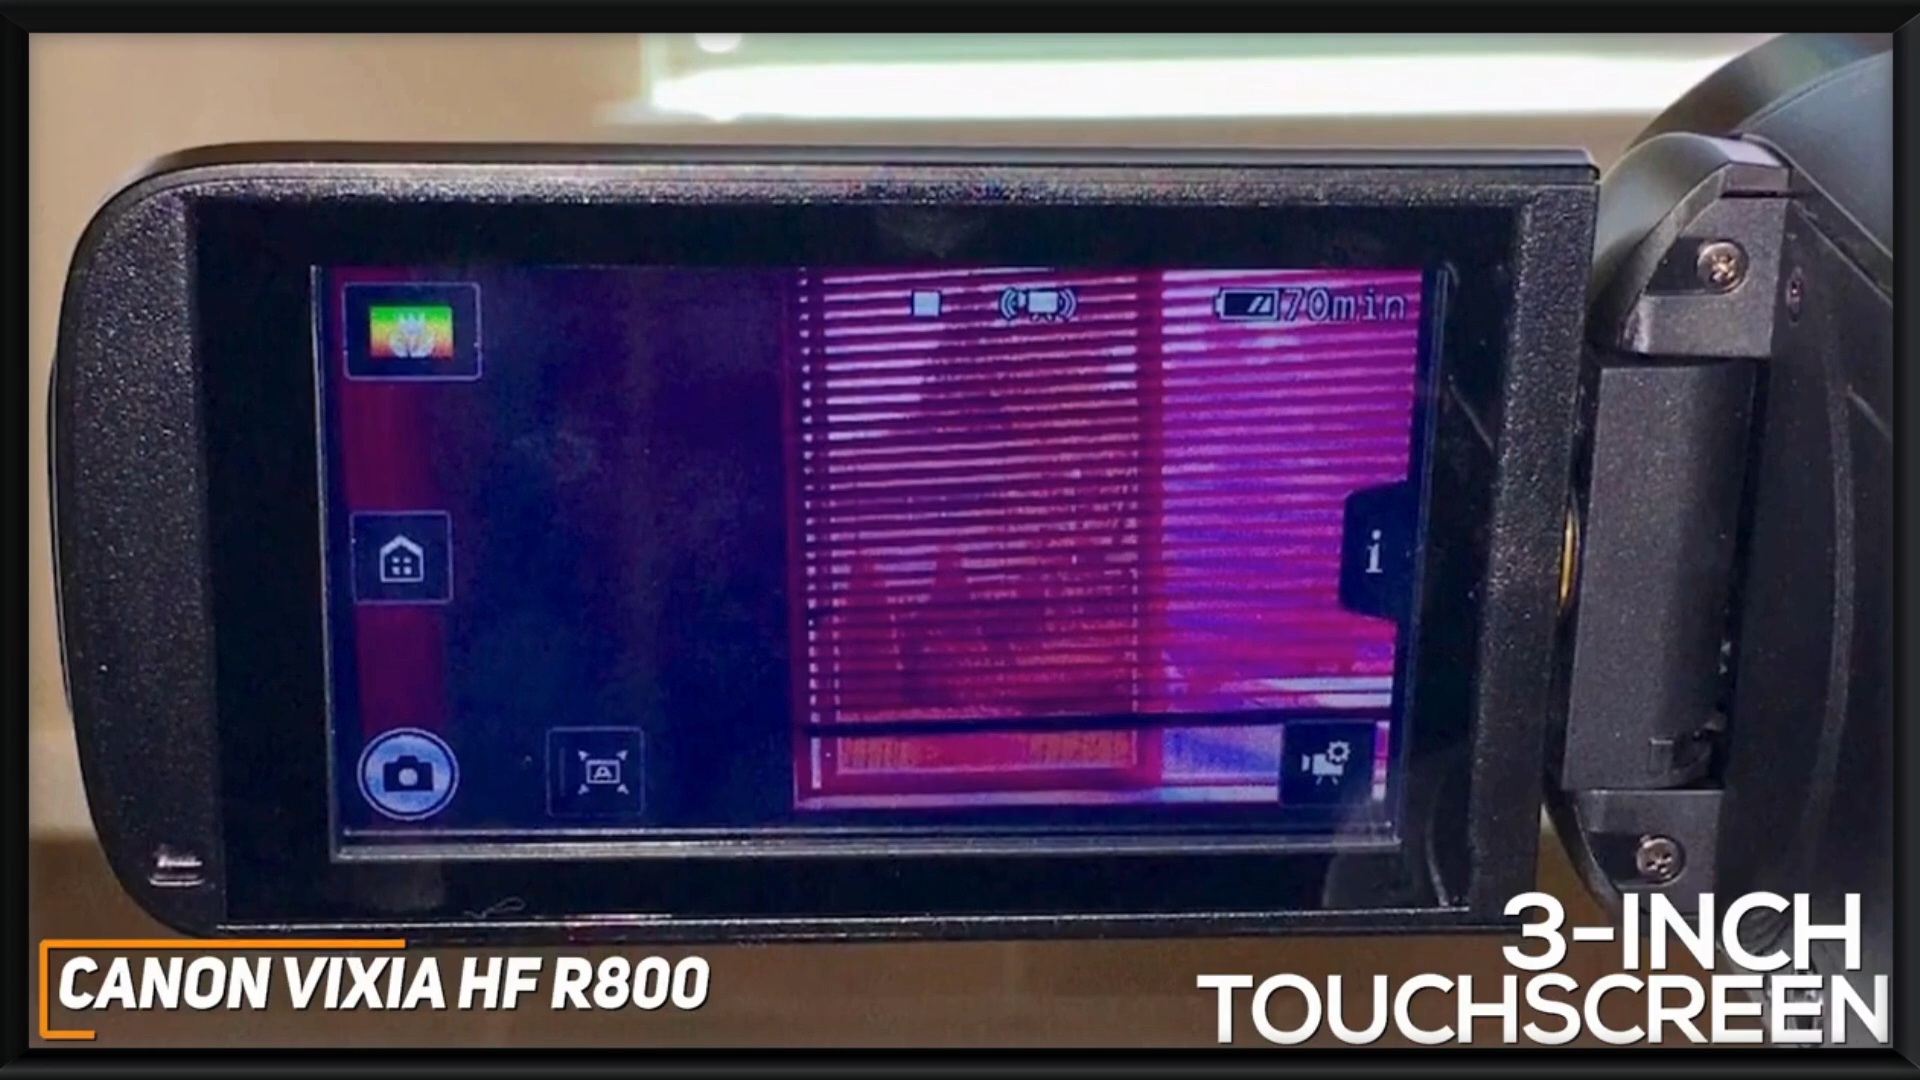 70min
i
A
CANON VIXIA HF R800
3-INCH
TOUCHSCREEN